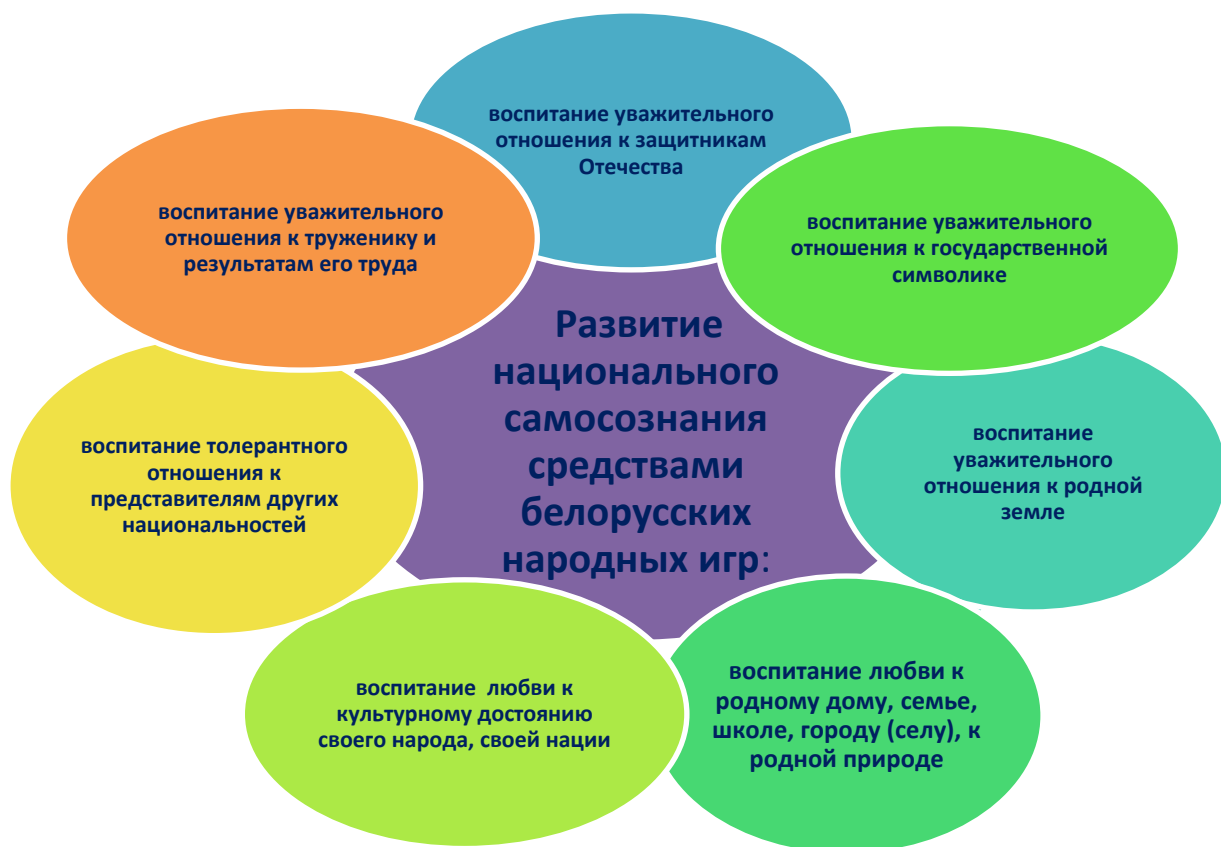 воспитание уважительного
отношения к защитникам
Отечества
воспитание уважительного
отношения к труженику и
результатам его труда
воспитание уважительного
отношения к государственной
символике
Развитие
национального
самосознания
средствами
белорусских
народных игр:
воспитание толерантного
отношения к
представителям других
национальностей
воспитание
уважительного
отношения к родной
земле
воспитание любви к
культурному достоянию
своего народа, своей нации
воспитание любви к
родному дому, семье,
школе, городу (селу), к
родной природе